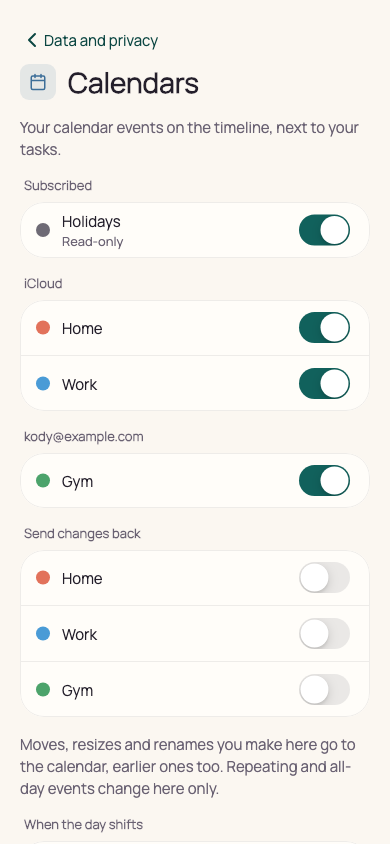 Data and privacy
Calendars
Your calendar events on the timeline, next to your
tasks.
Subscribed
Holidays
Read-only
iCloud
Home
Work
kody@example.com
Gym
Send changes back
Home
Work
Gym
Moves, resizes and renames you make here go to
the calendar, earlier ones too. Repeating and all-
day events change here only.
When the day shifts